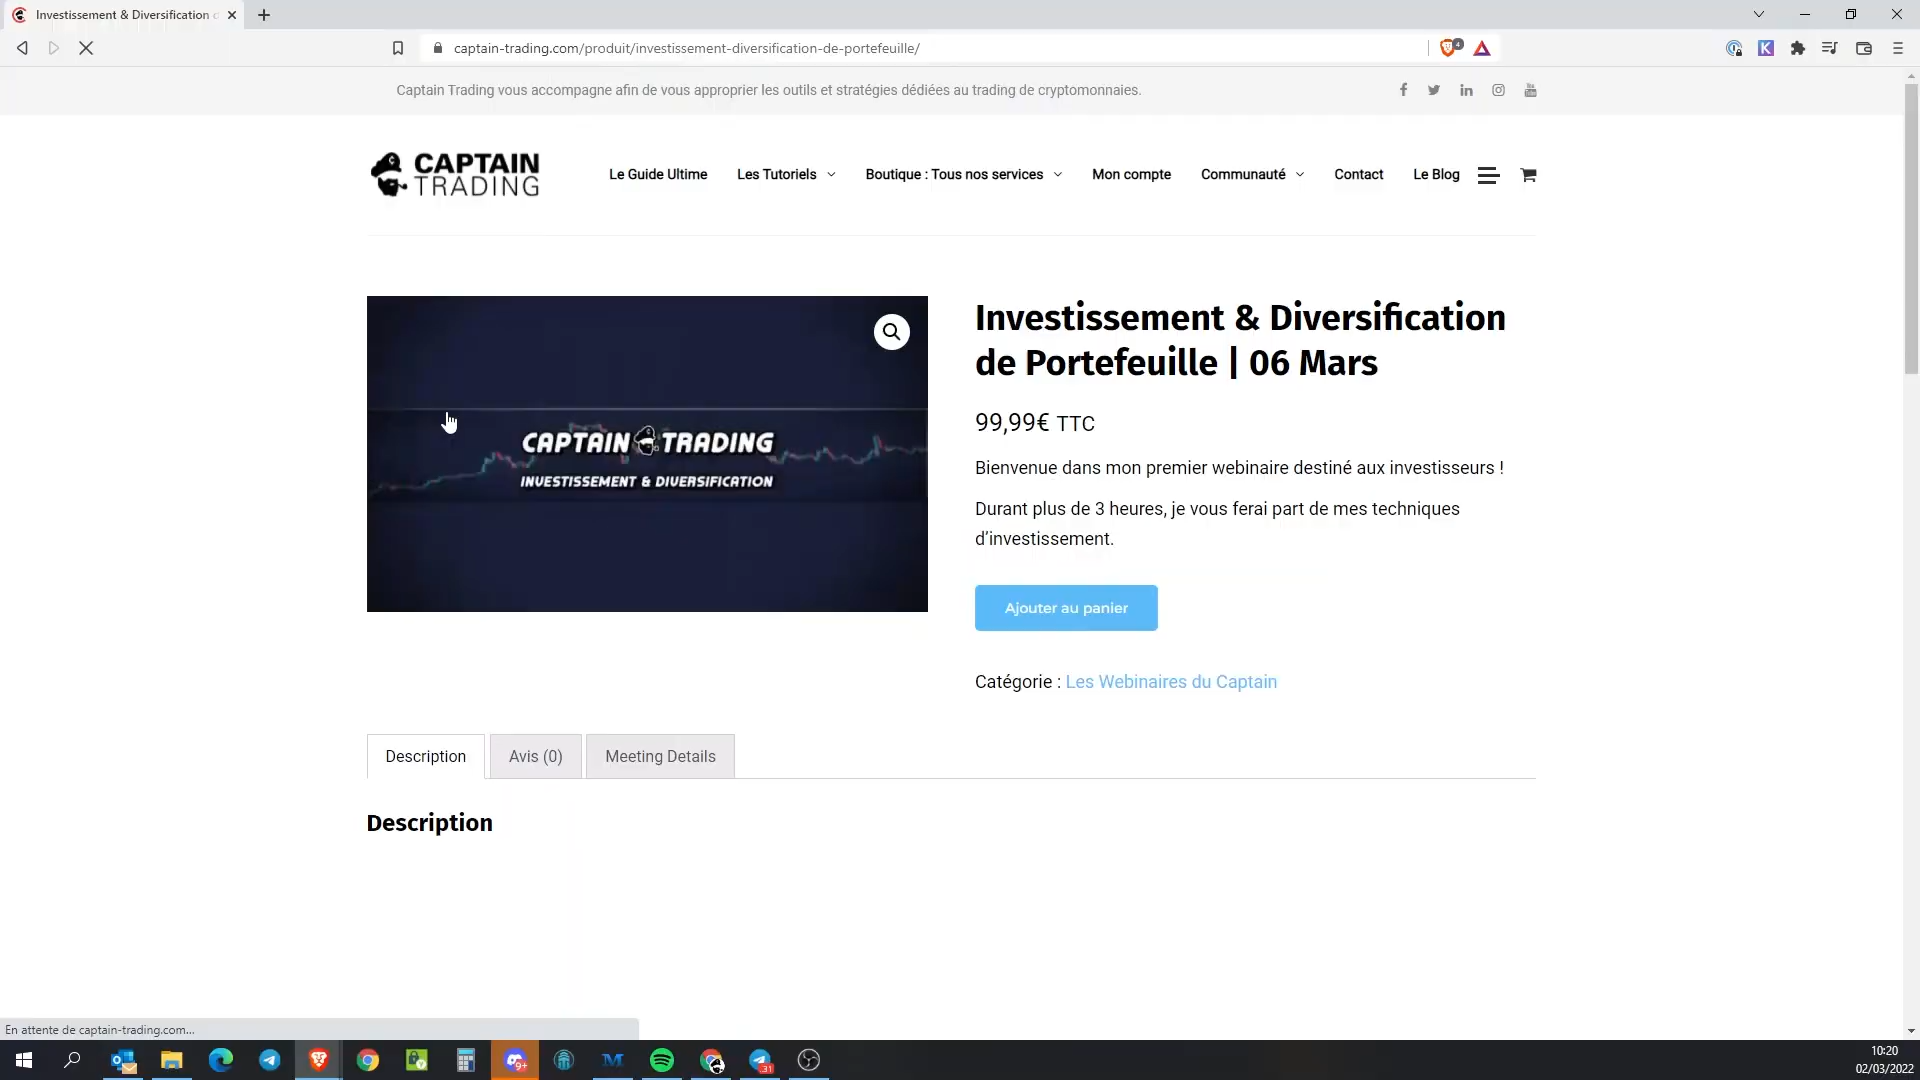 Investissement & Diversification d
captain-trading.com/produit/investissement-diversification-de-portefeuille/
4
Captain Trading vous accompagne afin de vous approprier les outils et stratégies dédiées au trading de cryptomonnaies.
CAPTAIN
TRADING
Le Guide Ultime
Les Tutoriels
Boutique : Tous nos services
Mon compte
Communauté
Contact
Le Blog
CAPTAIN TRADING
INVESTISSEMENT & DIVERSIFICATION
Investissement & Diversification
de Portefeuille | 06 Mars
99,99€ TTC
Bienvenue dans mon premier webinaire destiné aux investisseurs !
Durant plus de 3 heures, je vous ferai part de mes techniques
d’investissement.
Ajouter au panier
Catégorie : Les Webinaires du Captain
Description
Avis (0)
Meeting Details
Description
En attente de captain-trading.com...
9+
31
10:20
02/03/2022